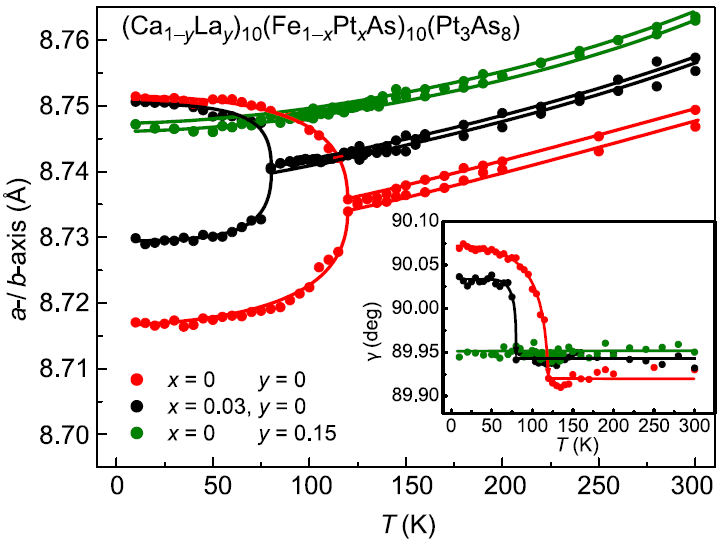 (Ca₁₋yLay)₁₀(Fe₁₋ₓPtₓAs)₁₀(Pt₃As₈)
8.76
8.75
8.74
8.73
8.72
8.71
8.70
a-/ b-axis (Å)
x = 0 y = 0
x = 0.03, y = 0
x = 0 y = 0.15
0 50 100 150 200 250 300
T (K)
90.10
90.05
90.00
89.95
89.90
γ (deg)
0 50 100 150 200 250 300
T (K)